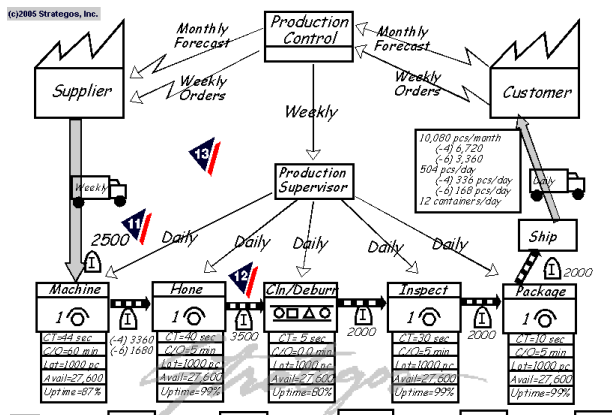 (c)2005 Strategos, Inc.
Production
Control
Monthly
Forecast
Monthly
Forecast
Supplier
Weekly
Orders
Weekly
Orders
Customer
Weekly
10,080 pcs/month
(-4) 6,720
(-6) 3,360
504 pcs/day
(-4) 336 pcs/day
(-6) 168 pcs/day
12 containers/day
13
Production
Supervisor
Weekly
Daily
11
2500
Daily
Daily
Daily
Daily
Daily
Ship
I
12
I
2000
Machine
Hone
Cln/Deburr
Inspect
Package
1
1
1
1
I
I
I
I
(-4) 3360
(-6) 1680
3500
2000
2000
CT=44 sec
C/O=60 min
Lot=1000 pc
Avail=27,600
Uptime=87%
CT=40 sec
C/O=5 min
Lot=1000 pc
Avail=27,600
Uptime=99%
CT= 5 sec
C/O=0.0 min
Lot=1000 pc
Avail=27,600
Uptime=80%
CT=30 sec
C/O=5 min
Lot=1000 pc
Avail=27,600
Uptime=99%
CT=10 sec
C/O=5 min
Lot=1000 pc
Avail=27,600
Uptime=99%
Strategos